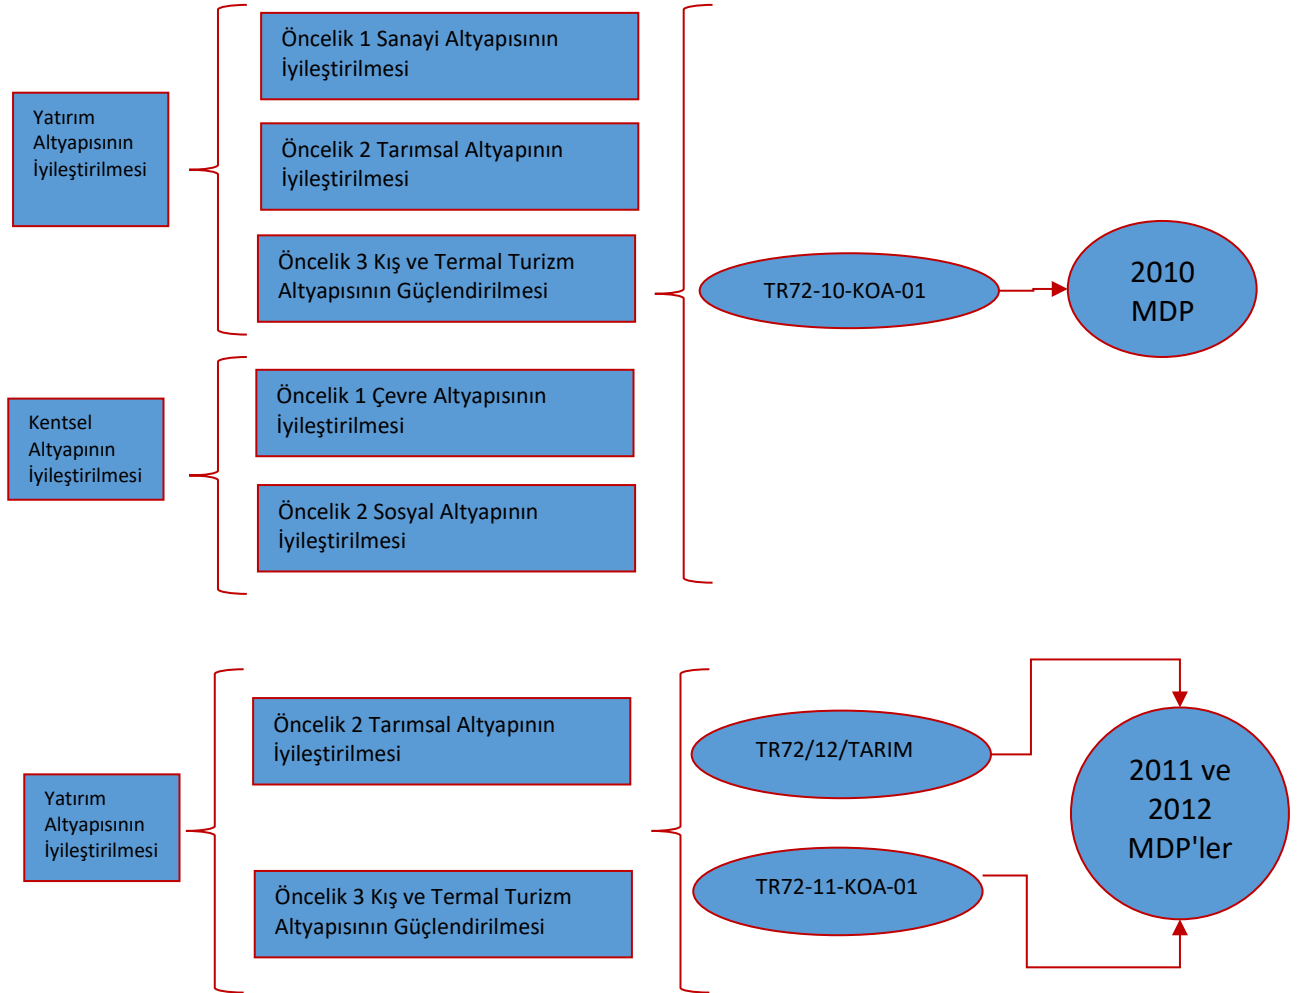 Yatırım
Altyapısının
İyileştirilmesi
Öncelik 1 Sanayi Altyapısının
İyileştirilmesi
Öncelik 2 Tarımsal Altyapının
İyileştirilmesi
Öncelik 3 Kış ve Termal Turizm
Altyapısının Güçlendirilmesi
Kentsel
Altyapının
İyileştirilmesi
Öncelik 1 Çevre Altyapısının
İyileştirilmesi
Öncelik 2 Sosyal Altyapının
İyileştirilmesi
TR72-10-KOA-01
2010
MDP
Yatırım
Altyapısının
İyileştirilmesi
Öncelik 2 Tarımsal Altyapının
İyileştirilmesi
Öncelik 3 Kış ve Termal Turizm
Altyapısının Güçlendirilmesi
TR72/12/TARIM
TR72-11-KOA-01
2011 ve
2012
MDP'ler